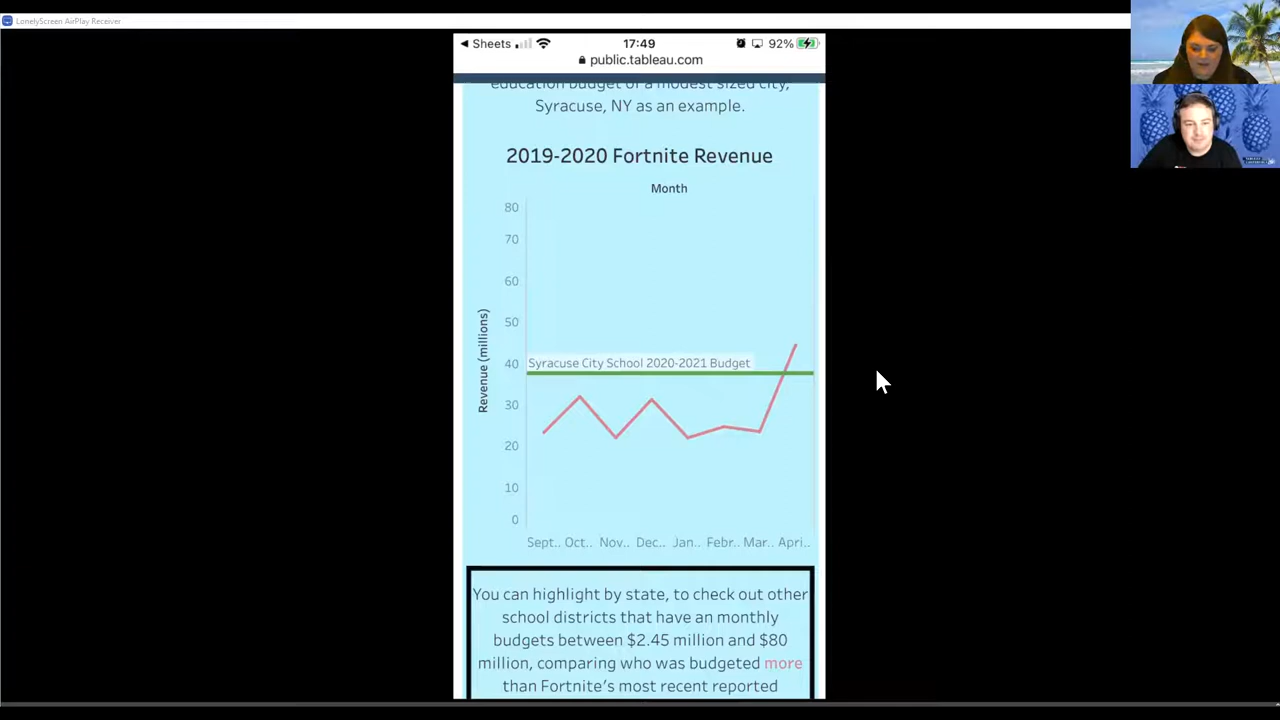 LonelyScreen AirPlay Receiver
Sheets
17:49
92%
public.tableau.com
education budget of a modest sized city,
Syracuse, NY as an example.
2019-2020 Fortnite Revenue
Month
80
70
60
50
40
30
20
10
0
Revenue (millions)
Syracuse City School 2020-2021 Budget
Sept.. Oct.. Nov.. Dec.. Jan.. Febr.. Mar.. Apri..
You can highlight by state, to check out other
school districts that have an monthly
budgets between $2.45 million and $80
million, comparing who was budgeted more
than Fortnite's most recent reported